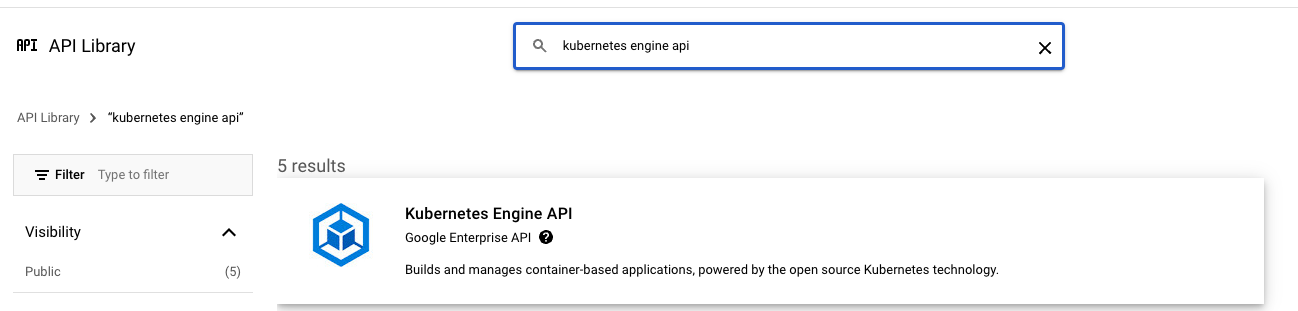 API API Library
kubernetes engine api
API Library > “kubernetes engine api”
Filter Type to filter
5 results
Kubernetes Engine API
Google Enterprise API ?
Builds and manages container-based applications, powered by the open source Kubernetes technology.
Visibility
Public (5)